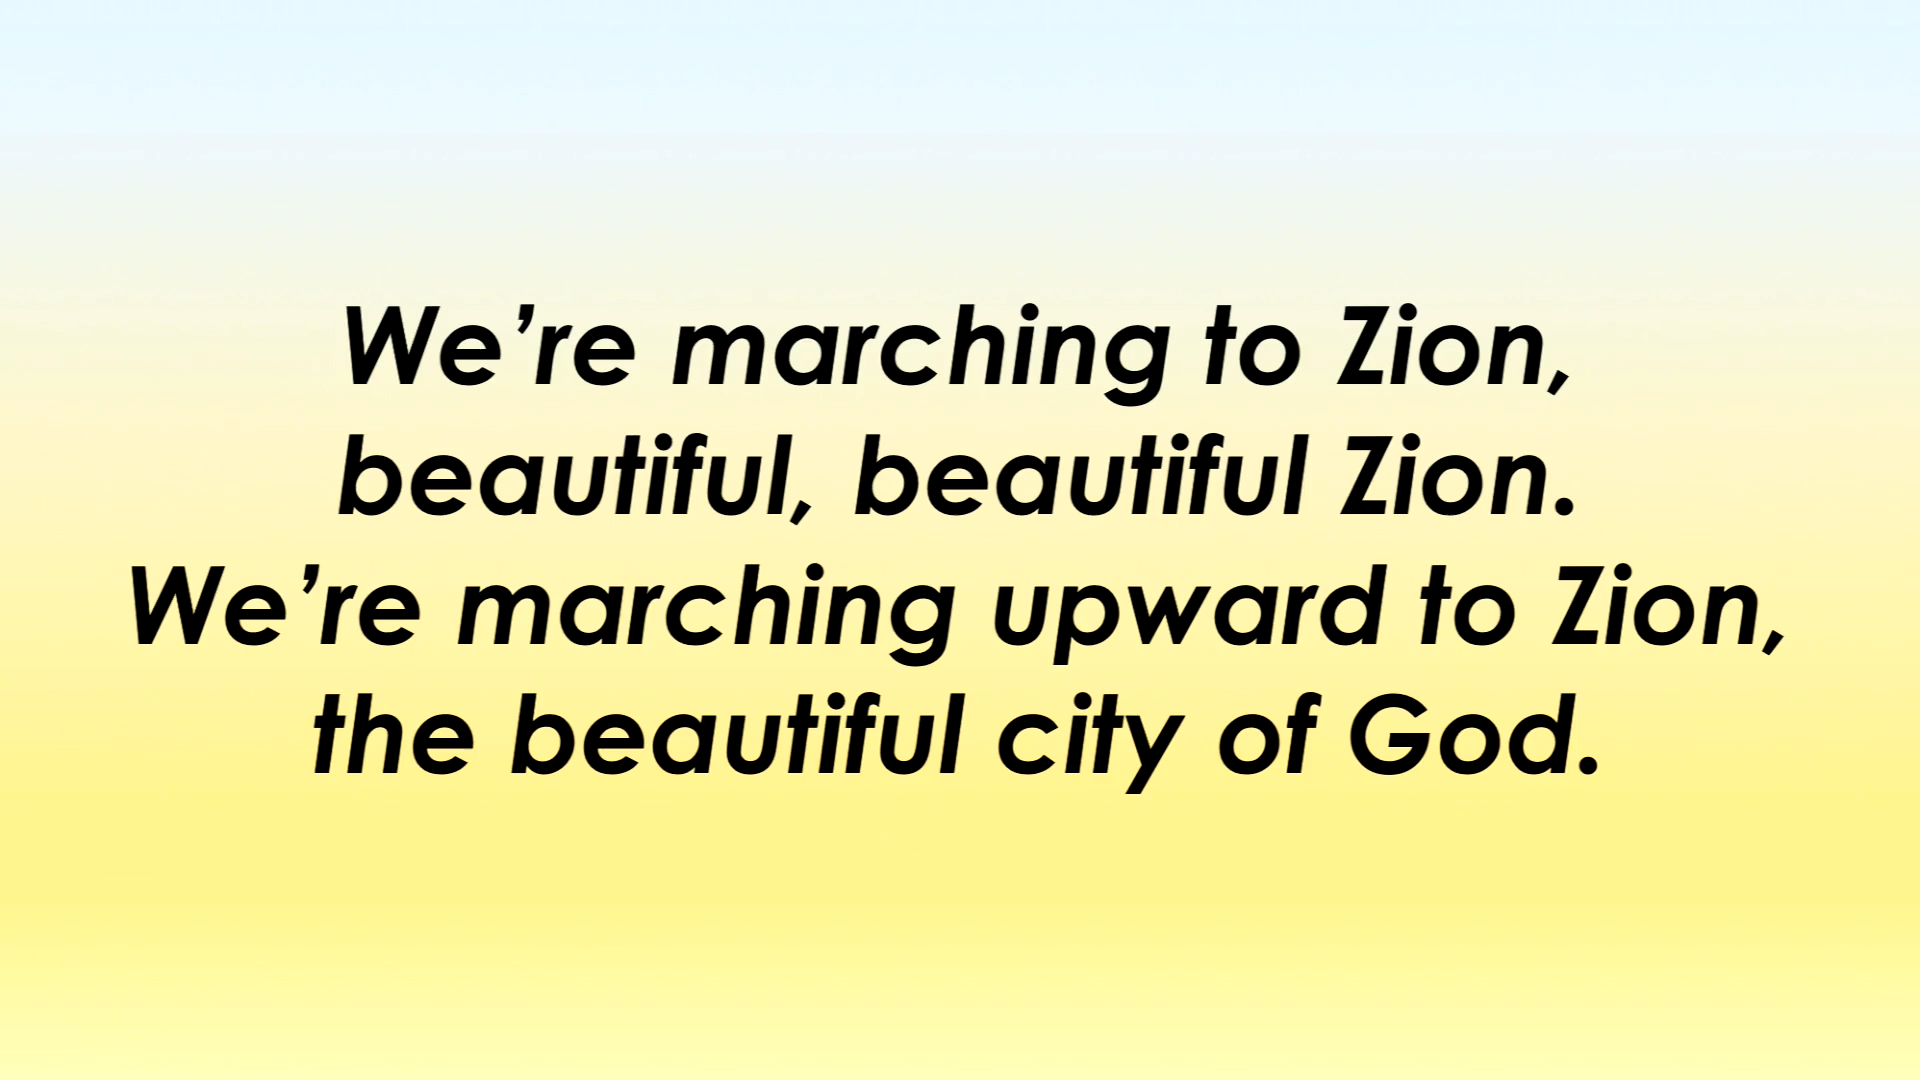 We’re marching to Zion,
beautiful, beautiful Zion.
We’re marching upward to Zion,
the beautiful city of God.